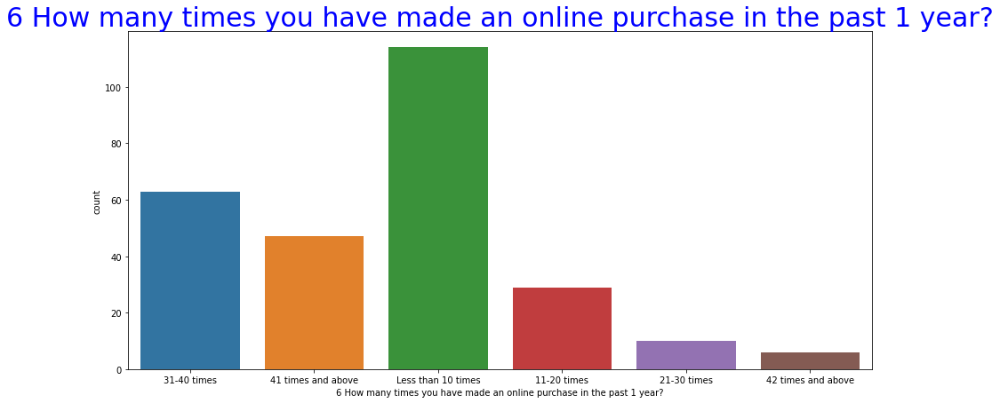 6 How many times you have made an online purchase in the past 1 year?
100
80
60
40
20
0
count
31-40 times
41 times and above
Less than 10 times
11-20 times
21-30 times
42 times and above
6 How many times you have made an online purchase in the past 1 year?